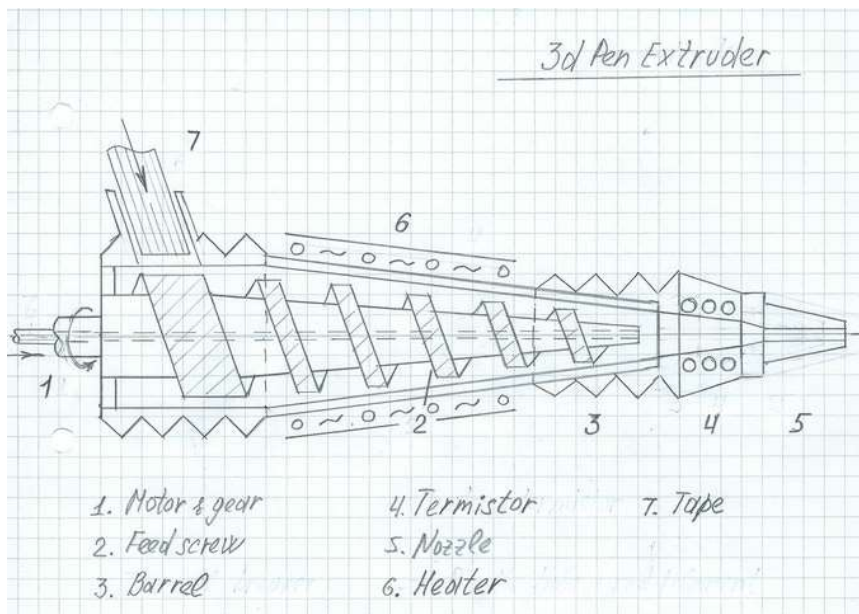 3d Pen Extruder
7
6
1
2
3
4
5
1. Motor & gear
2. Feed screw
3. Barrel
4. Termistor
5. Nozzle
6. Heater
7. Tape